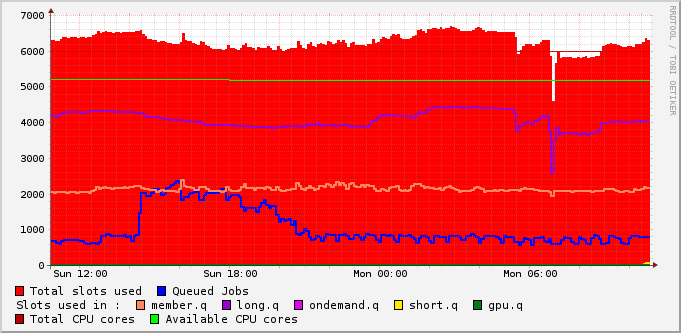 RRDTOOL / TOBI OETIKER
7000
6000
5000
4000
3000
2000
1000
0
Sun 12:00 Sun 18:00 Mon 00:00 Mon 06:00
Total slots used Queued Jobs
Slots used in : member.q long.q ondemand.q short.q gpu.q
Total CPU cores Available CPU cores